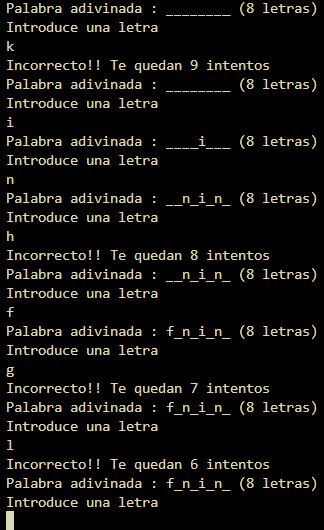 Palabra adivinada : ________ (8 letras)
Introduce una letra
k
Incorrecto!! Te quedan 9 intentos
Palabra adivinada : ________ (8 letras)
Introduce una letra
i
Palabra adivinada : ____i___ (8 letras)
Introduce una letra
n
Palabra adivinada : __n_i_n_ (8 letras)
Introduce una letra
h
Incorrecto!! Te quedan 8 intentos
Palabra adivinada : __n_i_n_ (8 letras)
Introduce una letra
f
Palabra adivinada : f_n_i_n_ (8 letras)
Introduce una letra
g
Incorrecto!! Te quedan 7 intentos
Palabra adivinada : f_n_i_n_ (8 letras)
Introduce una letra
l
Incorrecto!! Te quedan 6 intentos
Palabra adivinada : f_n_i_n_ (8 letras)
Introduce una letra